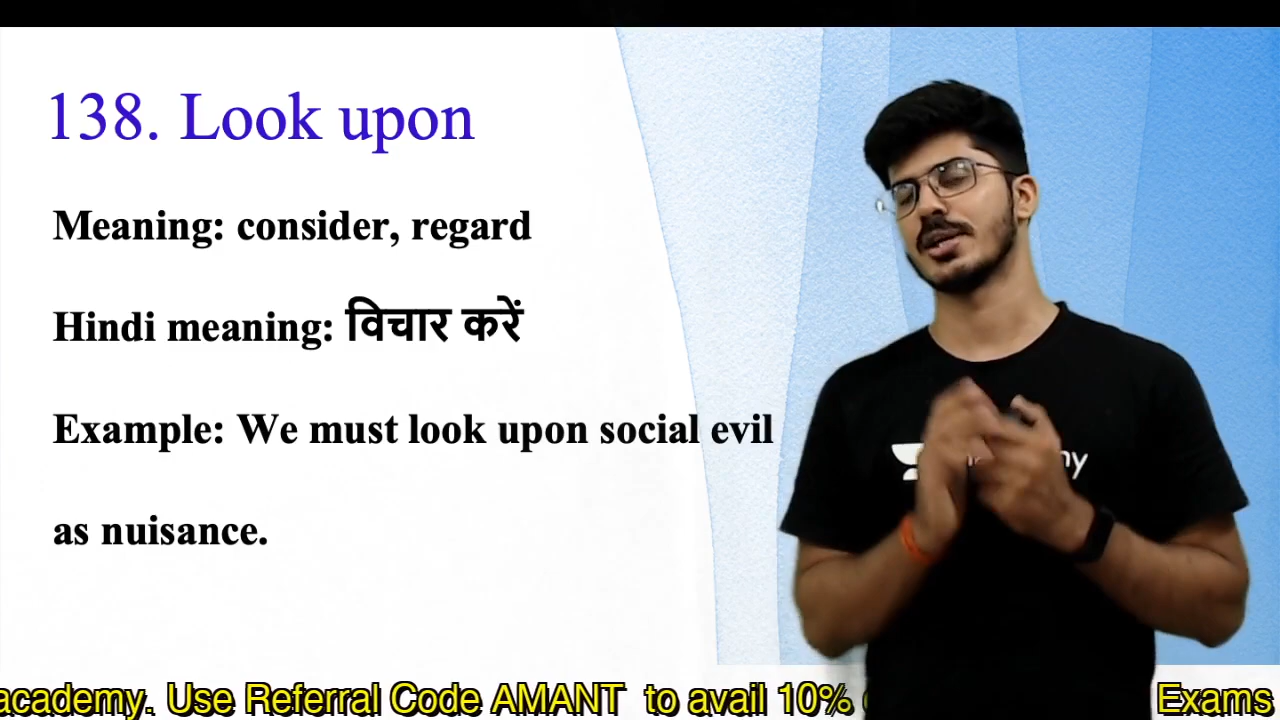 138. Look upon
Meaning: consider, regard
Hindi meaning: विचार करें
Example: We must look upon social evil
as nuisance.
academy. Use Referral Code AMANT to avail 10% Exams